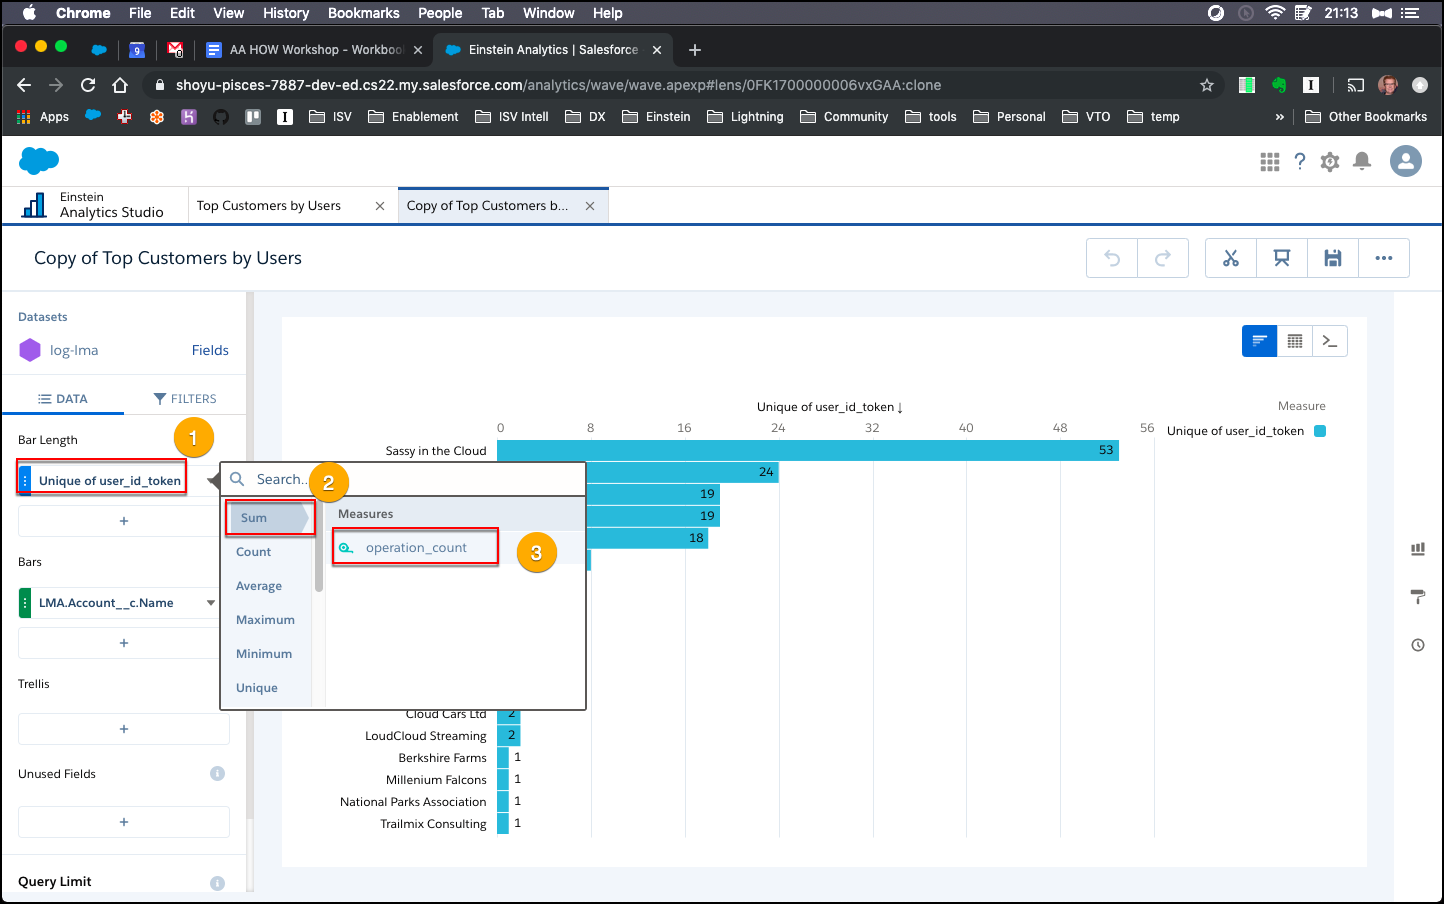 Chrome File Edit View History Bookmarks People Tab Window Help 21:13
9 0 AA HOW Workshop - Workboo Einstein Analytics | Salesforce
shoyu-pisces-7887-dev-ed.cs22.my.salesforce.com/analytics/wave/wave.apexp#lens/0FK1700000006vxGAA:clone
Apps ISV Enablement ISV Intell DX Einstein Lightning Community tools Personal VTO temp » Other Bookmarks
Einstein
Analytics Studio
Top Customers by Users
Copy of Top Customers b...
Copy of Top Customers by Users
Datasets
log-lma Fields
DATA FILTERS
Bar Length
1
Unique of user_id_token
+
Bars
LMA.Account__c.Name
+
Trellis
+
Unused Fields
+
Query Limit
Search..
2
Sum
Count
Average
Maximum
Minimum
Unique
Measures
operation_count
3
Unique of user_id_token ↓
0 8 16 24 32 40 48 56
Measure
Unique of user_id_token
Sassy in the Cloud 53
24
19
19
18
Cloud Cars Ltd 2
LoudCloud Streaming 2
Berkshire Farms 1
Millenium Falcons 1
National Parks Association 1
Trailmix Consulting 1